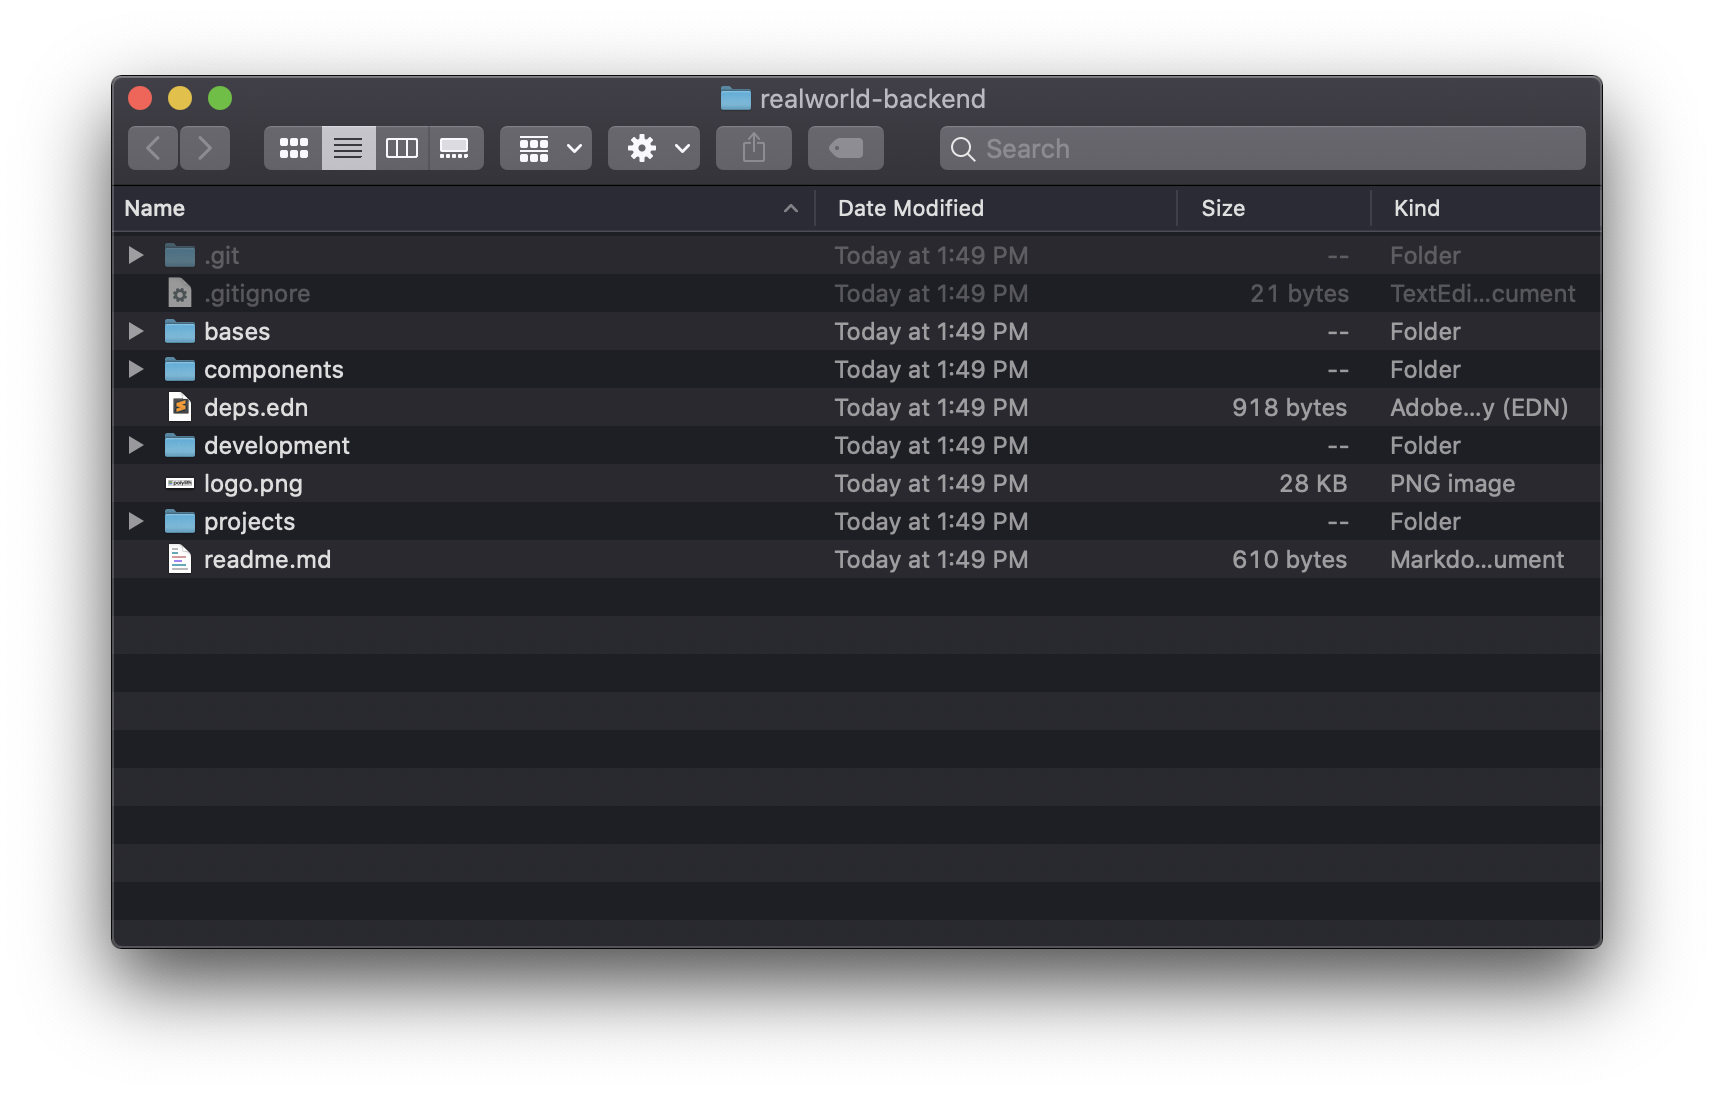 realworld-backend
Search
Name Date Modified Size Kind
.git Today at 1:49 PM -- Folder
.gitignore Today at 1:49 PM 21 bytes TextEdi...cument
bases Today at 1:49 PM -- Folder
components Today at 1:49 PM -- Folder
deps.edn Today at 1:49 PM 918 bytes Adobe...y (EDN)
development Today at 1:49 PM -- Folder
logo.png Today at 1:49 PM 28 KB PNG image
projects Today at 1:49 PM -- Folder
readme.md Today at 1:49 PM 610 bytes Markdo...ument